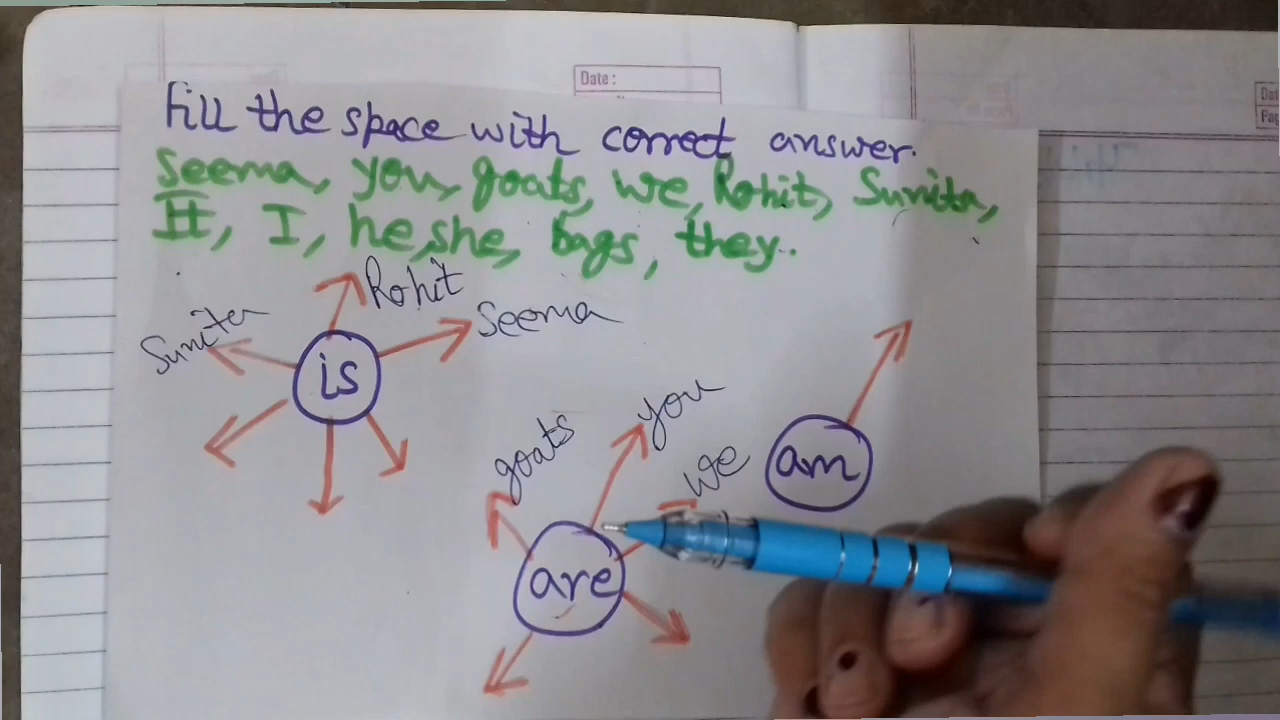 Date:
fill the space with correct answer.
Seema, you, goats, we, Rohit, Sunita,
It, I, he, she, bags, they..
Rohit
Seema
Sunita
is
you
goats
we
am
are